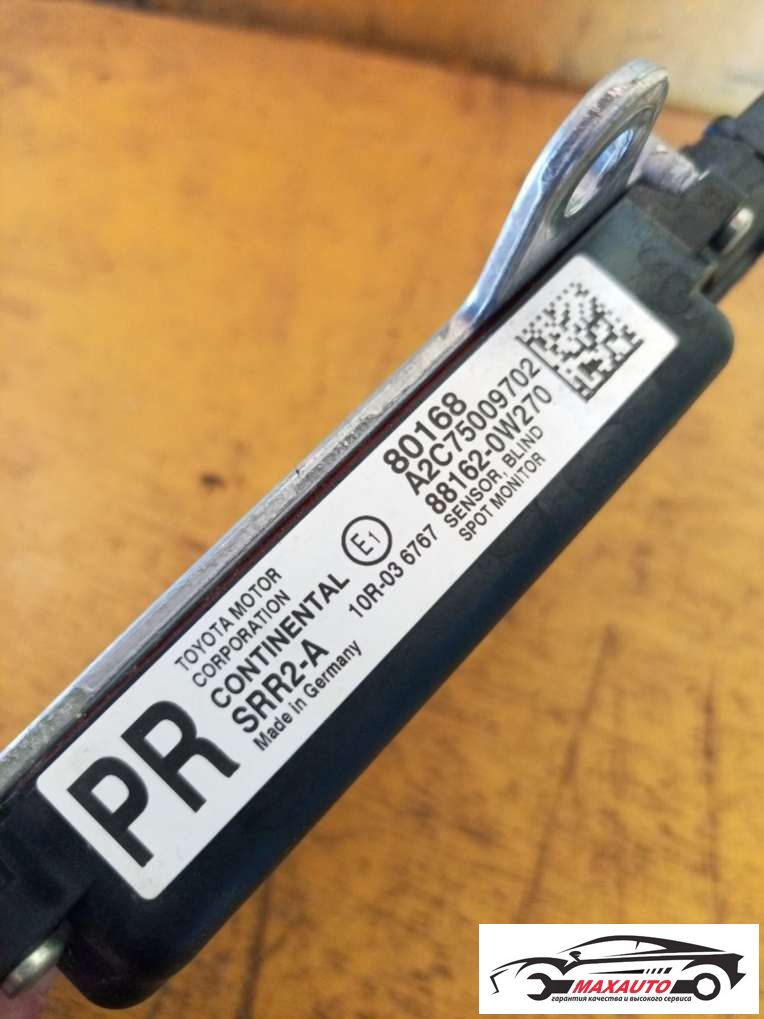 PR
TOYOTA MOTOR
CORPORATION
CONTINENTAL
SRR2-A
Made in Germany
E1
10R-03 6767
80168
A2C75009702
88162-0W270
SENSOR, BLIND
SPOT MONITOR
MAXAUTO
гарантия качества и высокого сервиса